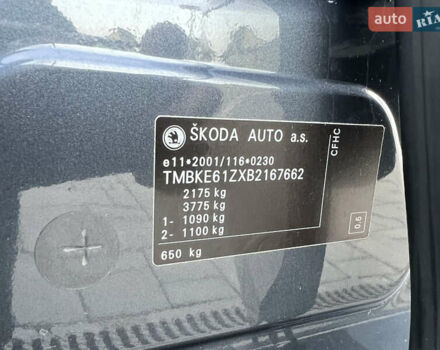 auto RIA
ŠKODA AUTO a.s.
e11*2001/116*0230
TMBKE61ZXB2167662
2175 kg
3775 kg
1- 1090 kg
2- 1100 kg
650 kg
CFHC
0,5